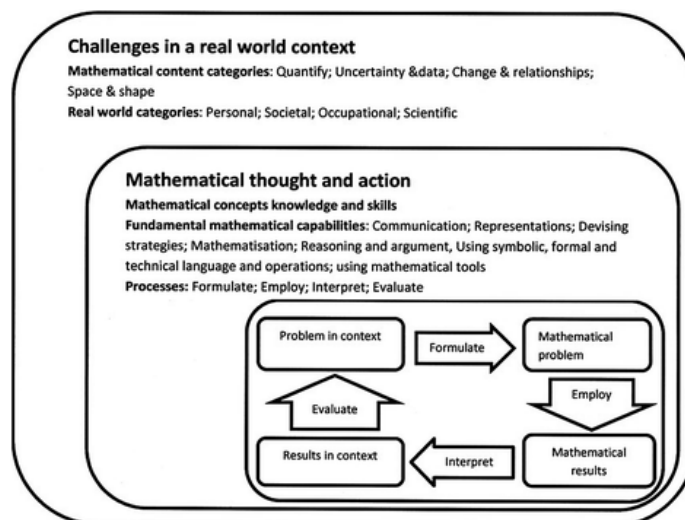 Challenges in a real world context
Mathematical content categories: Quantify; Uncertainty &data; Change & relationships;
Space & shape
Real world categories: Personal; Societal; Occupational; Scientific
Mathematical thought and action
Mathematical concepts knowledge and skills
Fundamental mathematical capabilities: Communication; Representations; Devising
strategies; Mathematisation; Reasoning and argument, Using symbolic, formal and
technical language and operations; using mathematical tools
Processes: Formulate; Employ; Interpret; Evaluate
Problem in context
Formulate
Mathematical
problem
Evaluate
Employ
Results in context
Interpret
Mathematical
results